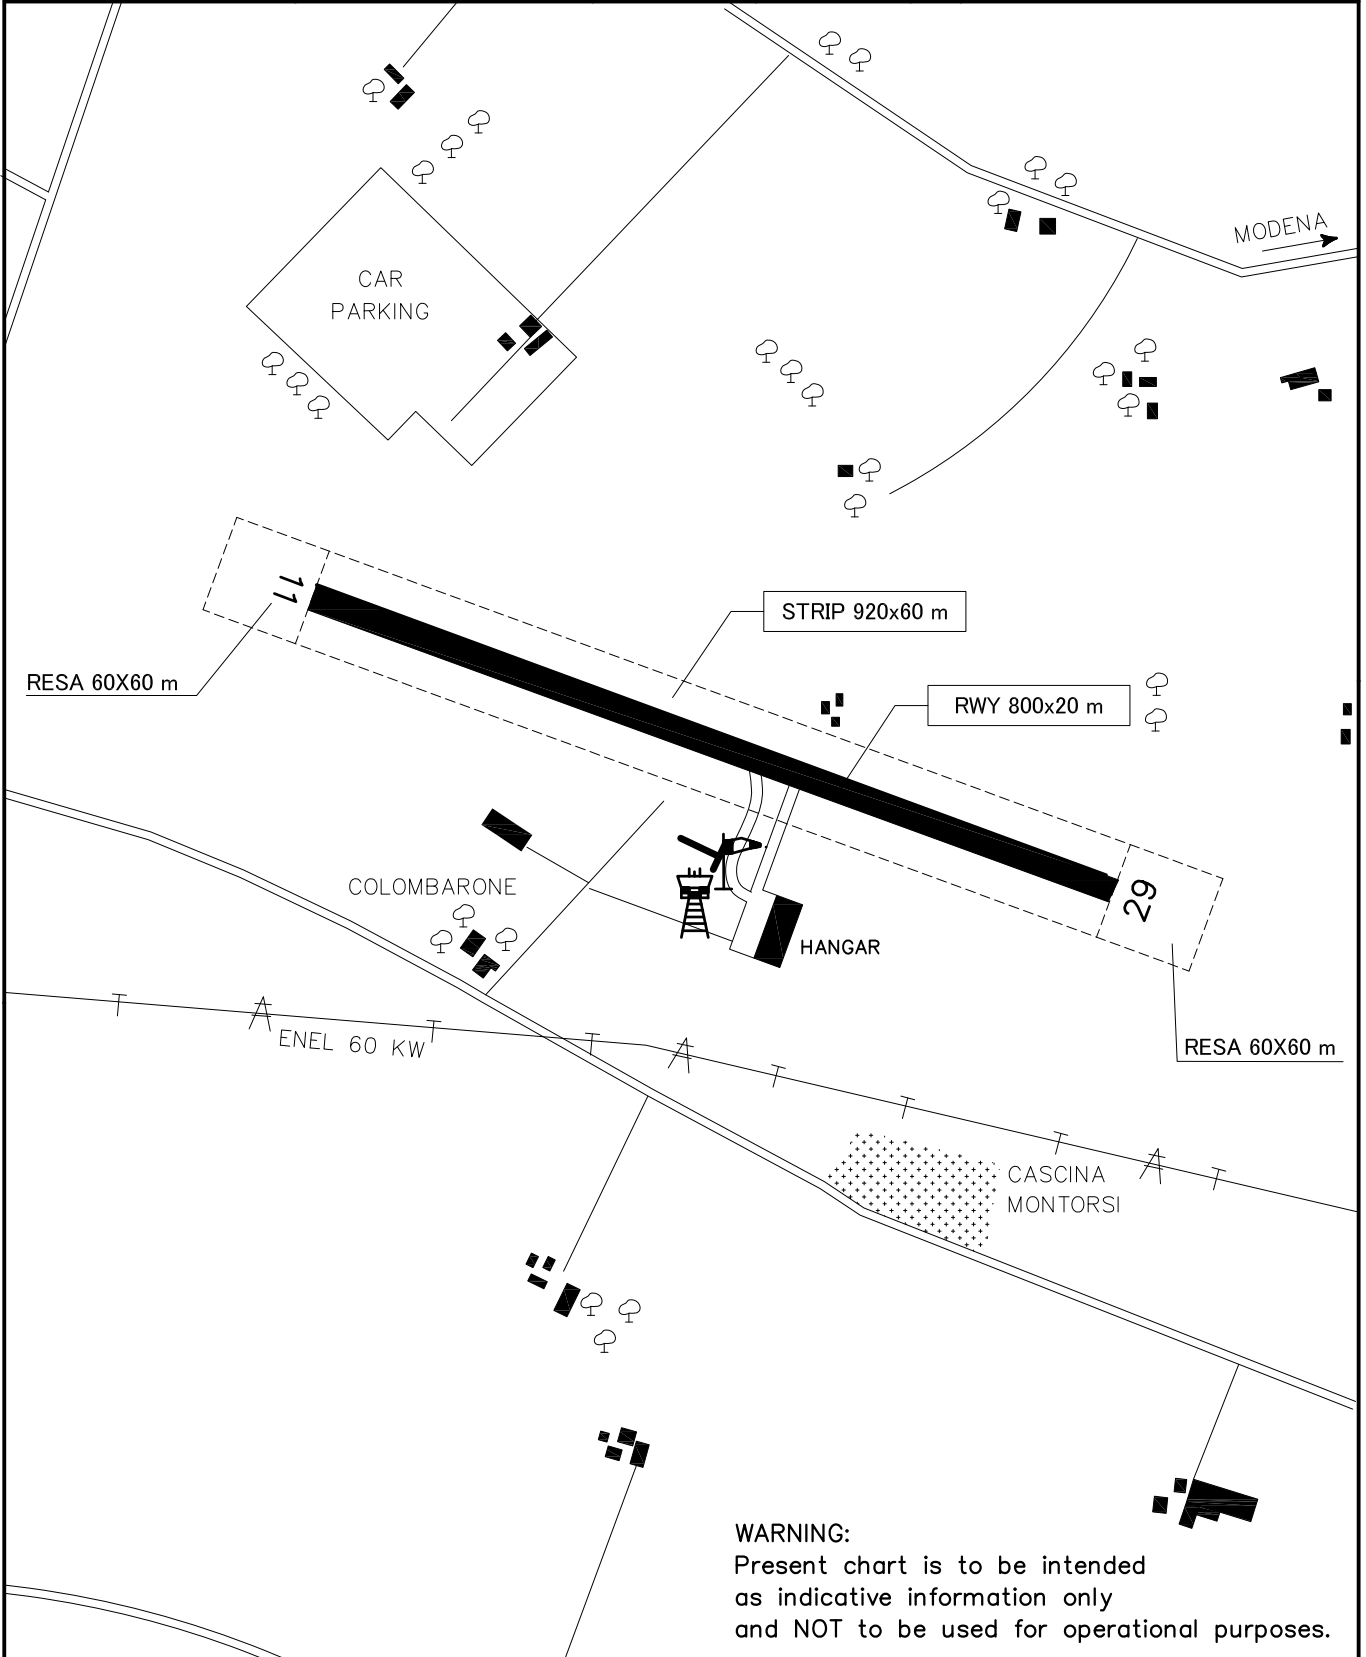 MODENA
CAR
PARKING
11
STRIP 920x60 m
RESA 60X60 m
RWY 800x20 m
COLOMBARONE
29
HANGAR
ENEL 60 KW
RESA 60X60 m
CASCINA
MONTORSI
WARNING:
Present chart is to be intended
as indicative information only
and NOT to be used for operational purposes.